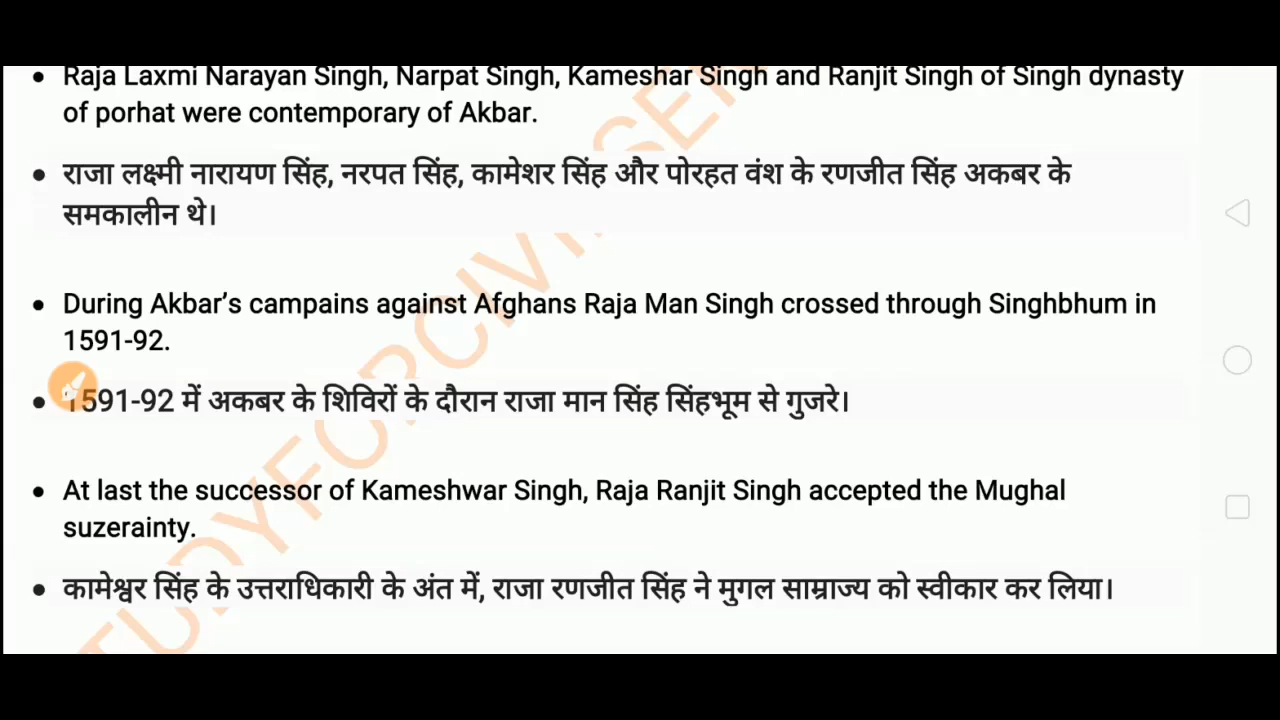 • Raja Laxmi Narayan Singh, Narpat Singh, Kameshar Singh and Ranjit Singh of Singh dynasty
of porhat were contemporary of Akbar.
• राजा लक्ष्मी नारायण सिंह, नरपत सिंह, कामेशर सिंह और पोरहत वंश के रणजीत सिंह अकबर के
समकालीन थे।
• During Akbar's campains against Afghans Raja Man Singh crossed through Singhbhum in
1591-92.
• 1591-92 में अकबर के शिविरों के दौरान राजा मान सिंह सिंहभूम से गुजरे।
• At last the successor of Kameshwar Singh, Raja Ranjit Singh accepted the Mughal
suzerainty.
• कामेश्वर सिंह के उत्तराधिकारी के अंत में, राजा रणजीत सिंह ने मुगल साम्राज्य को स्वीकार कर लिया।